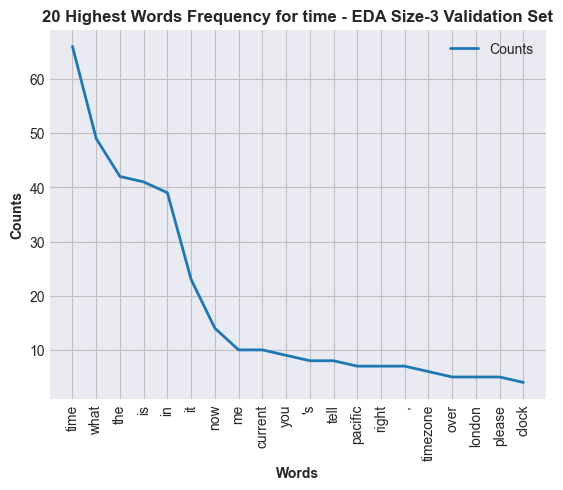 20 Highest Words Frequency for time - EDA Size-3 Validation Set
Counts
60
50
40
30
20
10
Counts
time
what
the
is
in
it
now
me
current
you
's
tell
pacific
right
,
timezone
over
london
please
clock
Words